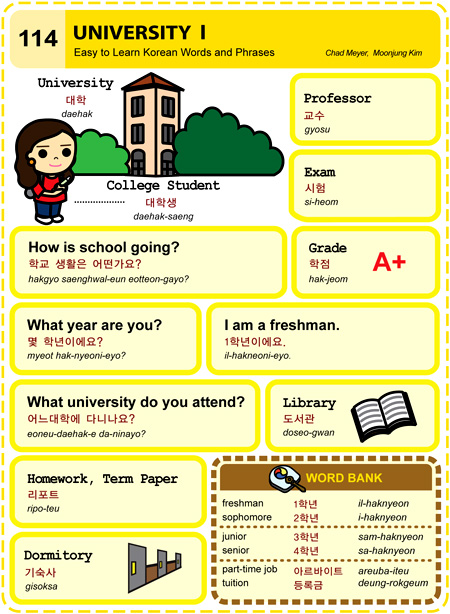 114
UNIVERSITY I
Easy to Learn Korean Words and Phrases
Chad Meyer, Moonjung Kim
University
대학
daehak
College Student
대학생
daehak-saeng
Professor
교수
gyosu
Exam
시험
si-heom
How is school going?
학교 생활은 어떤가요?
hakgyo saenghwal-eun eotteon-gayo?
Grade
학점
hak-jeom
A+
What year are you?
몇 학년이에요?
myeot hak-nyeoni-eyo?
I am a freshman.
1학년이에요.
il-hakneoni-eyo.
What university do you attend?
어느대학에 다니나요?
eoneu-daehak-e da-ninayo?
Library
도서관
doseo-gwan
Homework, Term Paper
리포트
ripo-teu
Dormitory
기숙사
gisoksa
WORD BANK
freshman 1학년 il-haknyeon
sophomore 2학년 i-haknyeon
junior 3학년 sam-haknyeon
senior 4학년 sa-haknyeon
part-time job 아르바이트 areuba-iteu
tuition 등록금 deung-rokgeum